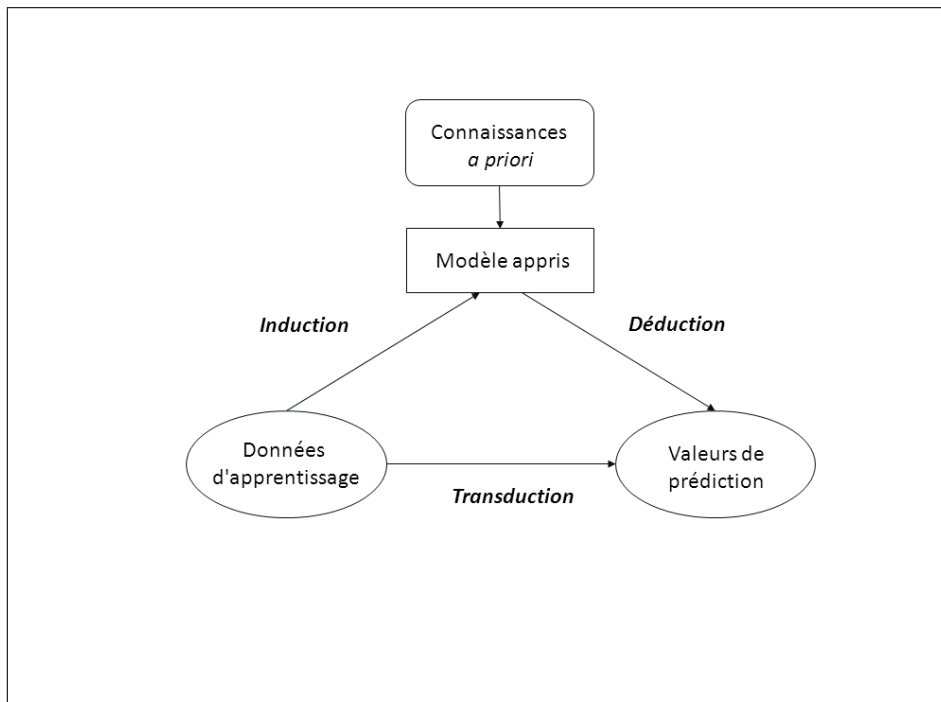 Connaissances
a priori
Modèle appris
Induction
Déduction
Données
d'apprentissage
Valeurs de
prédiction
Transduction